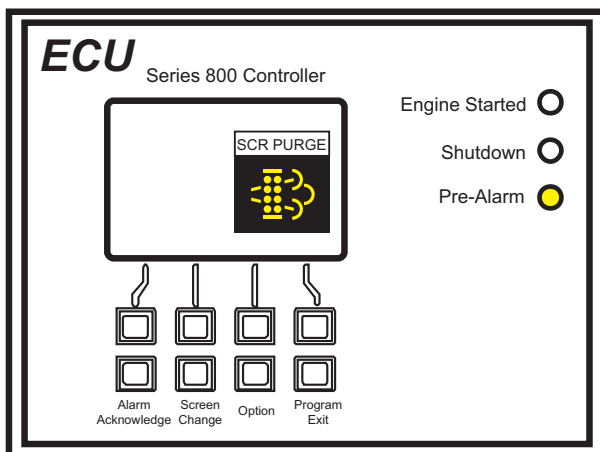 ECU
Series 800 Controller
SCR PURGE
Engine Started
Shutdown
Pre-Alarm
Alarm
Acknowledge
Screen
Change
Option
Program
Exit